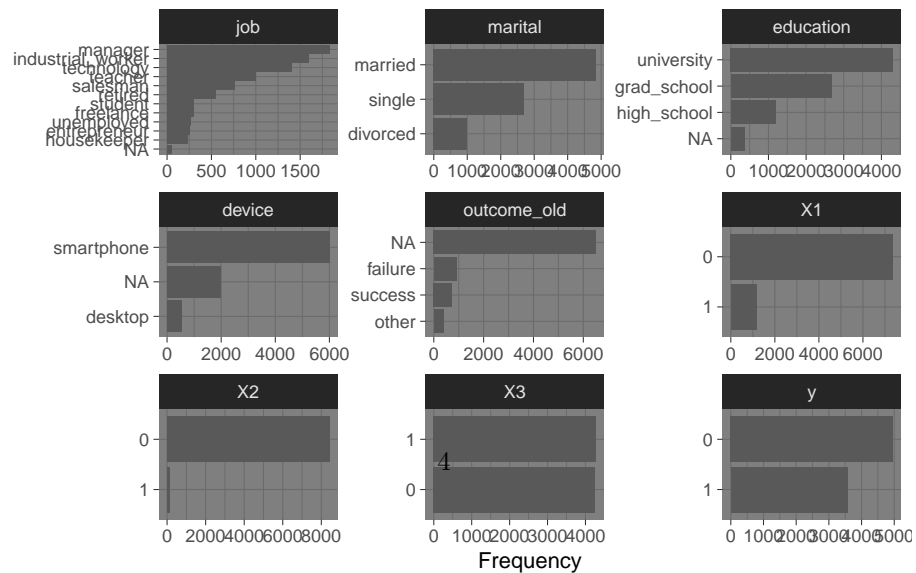 job
manager
industrial_worker
technology
teacher
salesman
retired
student
freelance
unemployed
entrepreneur
housekeeper
NA
0 500 1000 1500
marital
married
single
divorced
0 1000 2000 3000 4000 5000
education
university
grad_school
high_school
NA
0 1000 2000 3000 4000
device
smartphone
NA
desktop
0 2000 4000 6000
outcome_old
NA
failure
success
other
0 2000 4000 6000
X1
0
1
0 2000 4000 6000
X2
0
1
0 2000 4000 6000 8000
X3
1
0
4
0 1000 2000 3000 4000
y
0
1
0 1000 2000 3000 4000 5000
Frequency